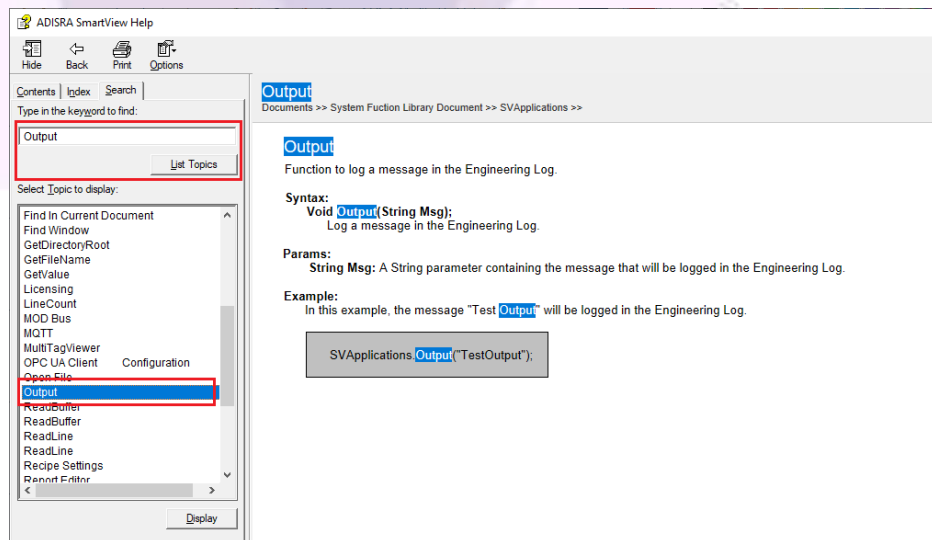 ADISRA SmartView Help
Hide Back Print Options
Contents Index Search
Type in the keyword to find:
Output
List Topics
Select Topic to display:
Find In Current Document
Find Window
GetDirectoryRoot
GetFileName
GetValue
Licensing
LineCount
MOD Bus
MQTT
MultiTagViewer
OPC UA Client Configuration
Open File
Output
ReadBuffer
ReadBuffer
ReadLine
ReadLine
Recipe Settings
Report Editor
Display
Output
Documents >> System Fuction Library Document >> SVApplications >>
Output
Function to log a message in the Engineering Log.
Syntax:
Void Output(String Msg);
Log a message in the Engineering Log.
Params:
String Msg: A String parameter containing the message that will be logged in the Engineering Log.
Example:
In this example, the message "Test Output" will be logged in the Engineering Log.
SVApplications.Output("TestOutput");